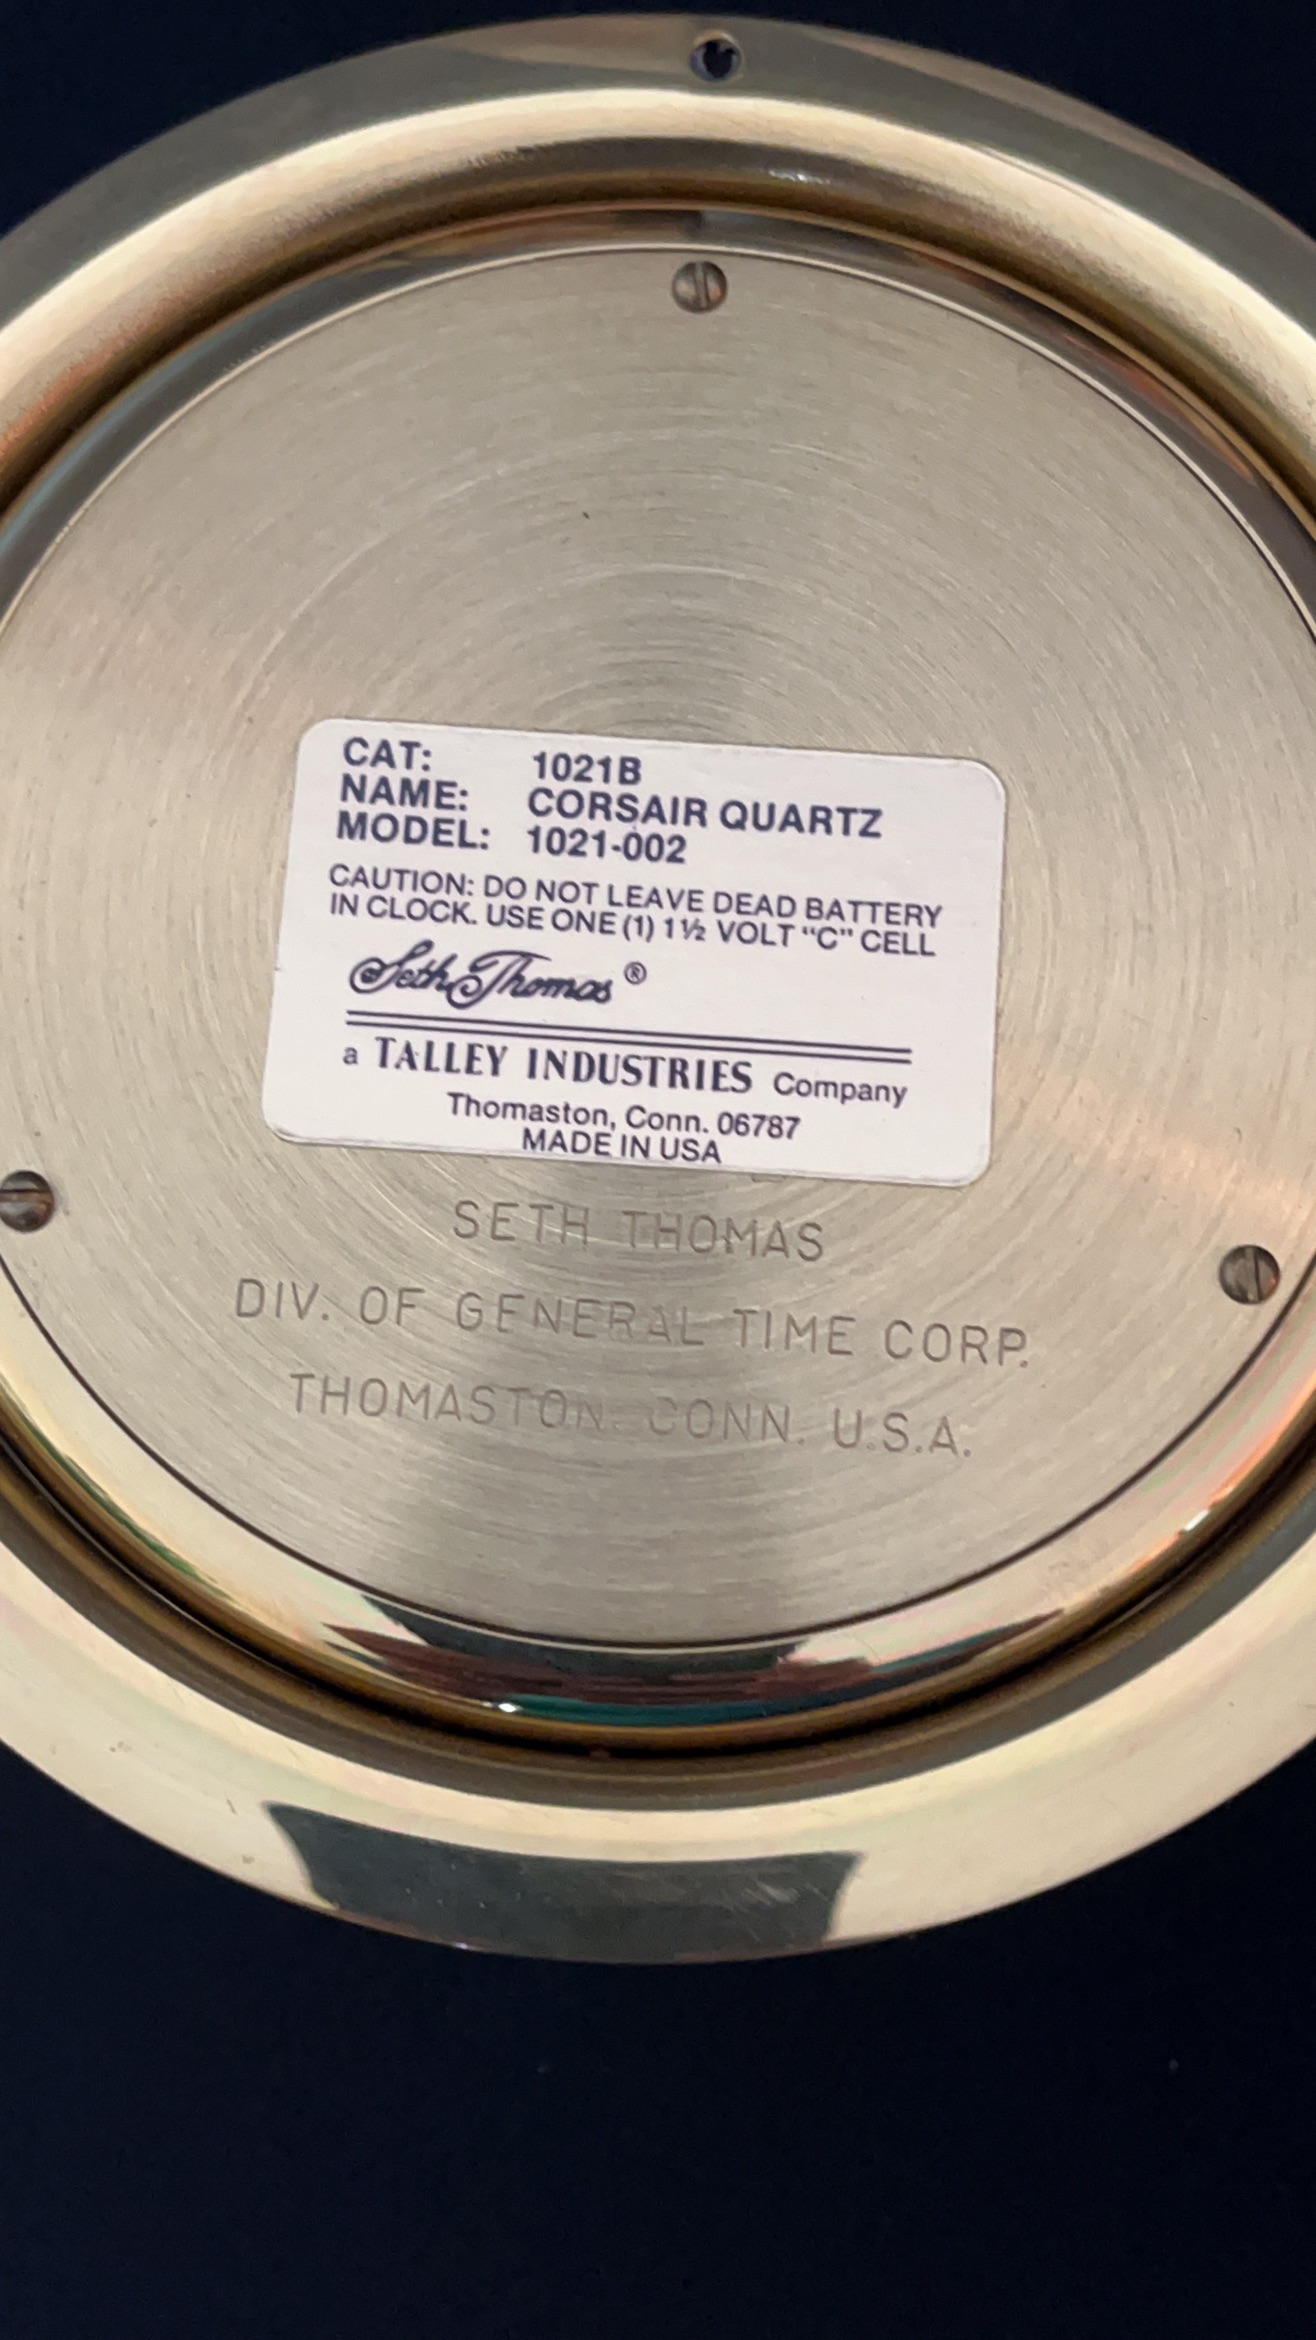 CAT: 1021B
NAME: CORSAIR QUARTZ
MODEL: 1021-002
CAUTION: DO NOT LEAVE DEAD BATTERY
IN CLOCK. USE ONE (1) 1½ VOLT “C” CELL
Seth Thomas ®
a TALLEY INDUSTRIES Company
Thomaston, Conn. 06787
MADE IN USA
SETH THOMAS
DIV. OF GENERAL TIME CORP.
THOMASTON. CONN. U.S.A.